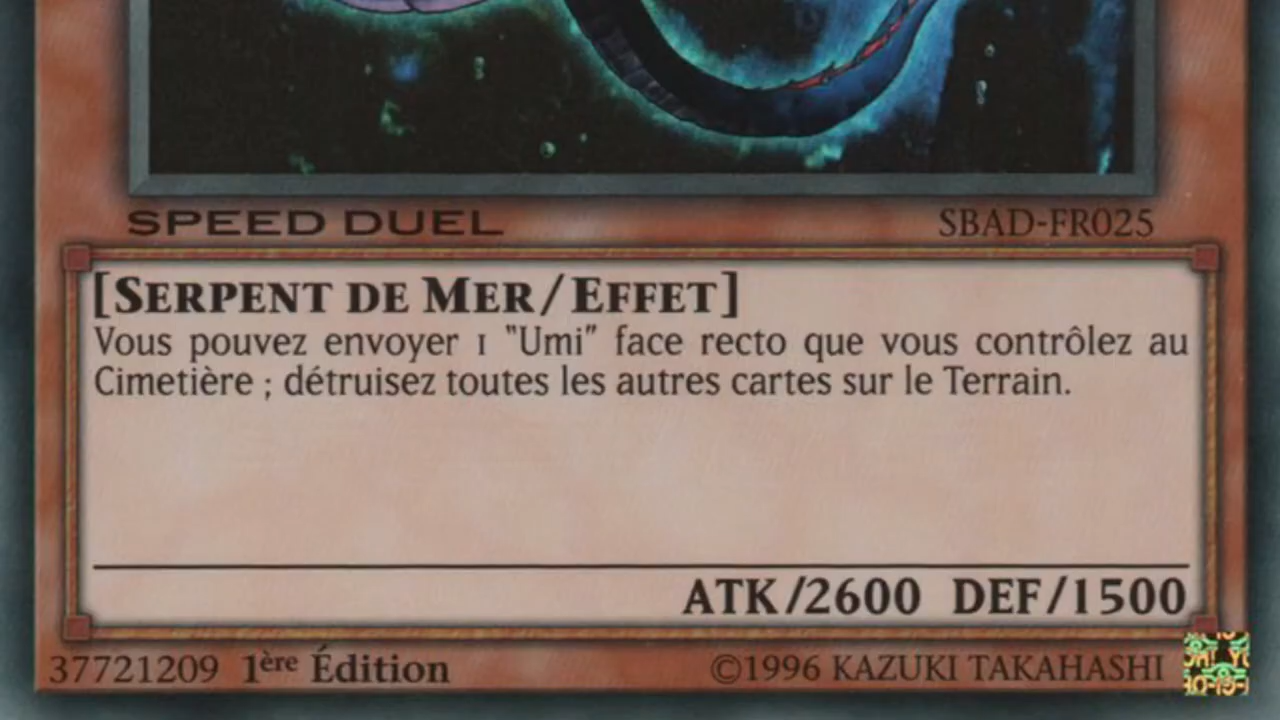 SPEED DUEL
SBAD-FR025
[SERPENT DE MER/EFFET]
Vous pouvez envoyer 1 "Umi" face recto que vous contrôlez au
Cimetière ; détruisez toutes les autres cartes sur le Terrain.
ATK/2600 DEF/1500
37721209 1ère Édition
©1996 KAZUKI TAKAHASHI